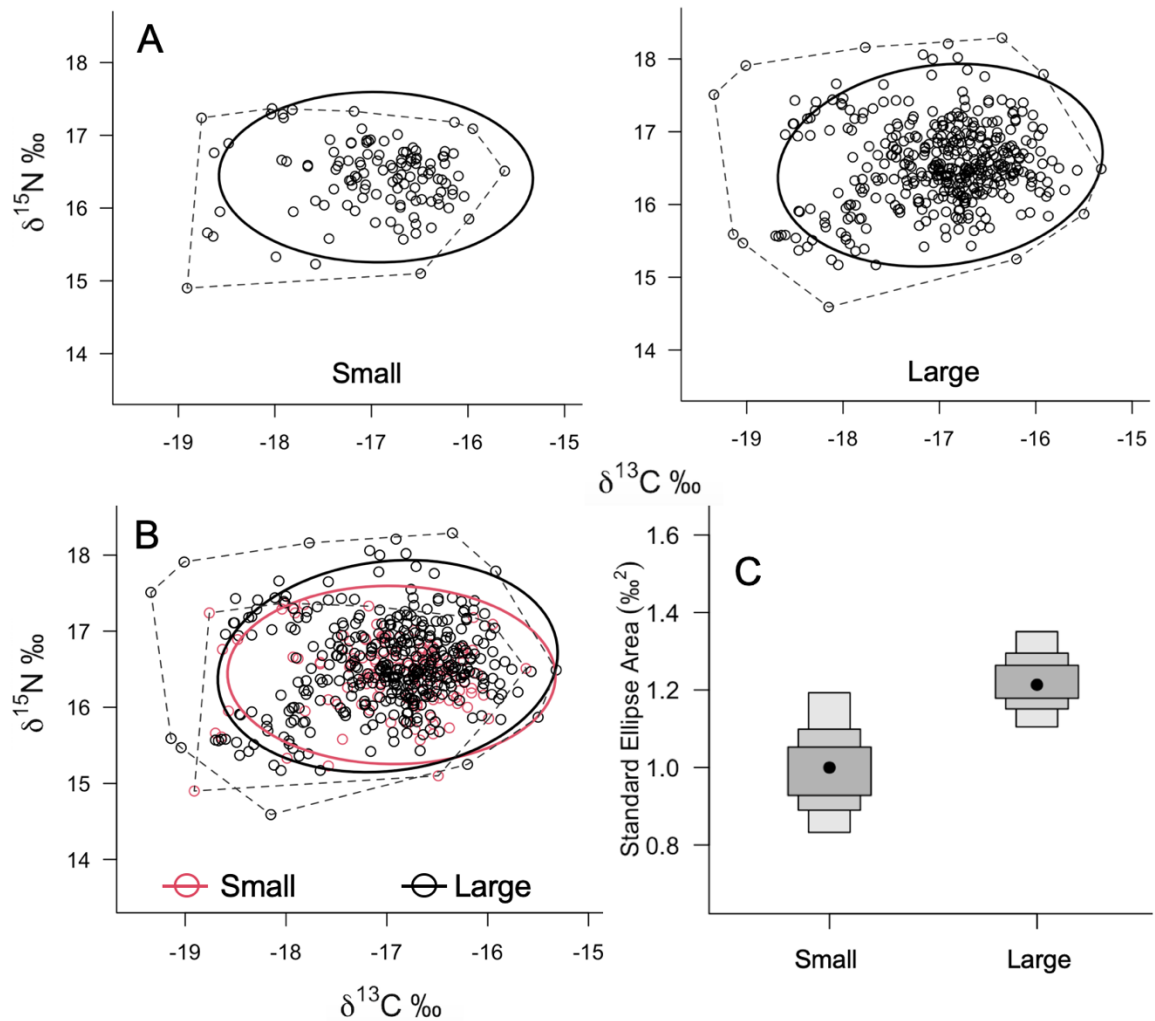 A
δ15N ‰
18
17
16
15
14
Small
-19
-18
-17
-16
-15
18
17
16
15
14
Large
-19
-18
-17
-16
-15
δ13C ‰
B
δ15N ‰
18
17
16
15
14
Small
Large
-19
-18
-17
-16
-15
δ13C ‰
C
Standard Ellipse Area (‰2)
1.6
1.4
1.2
1.0
0.8
Small
Large